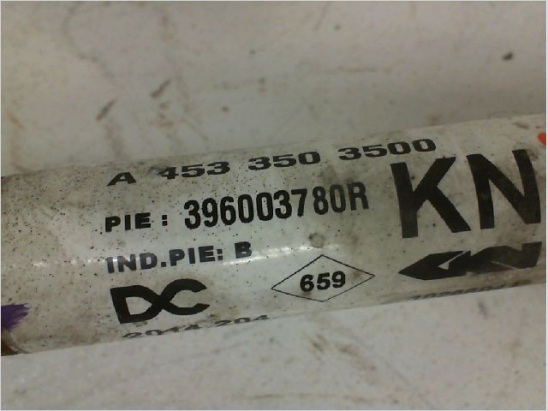 A 453 350 3500
PIE : 396003780R
KN
IND.PIE: B
659
DC